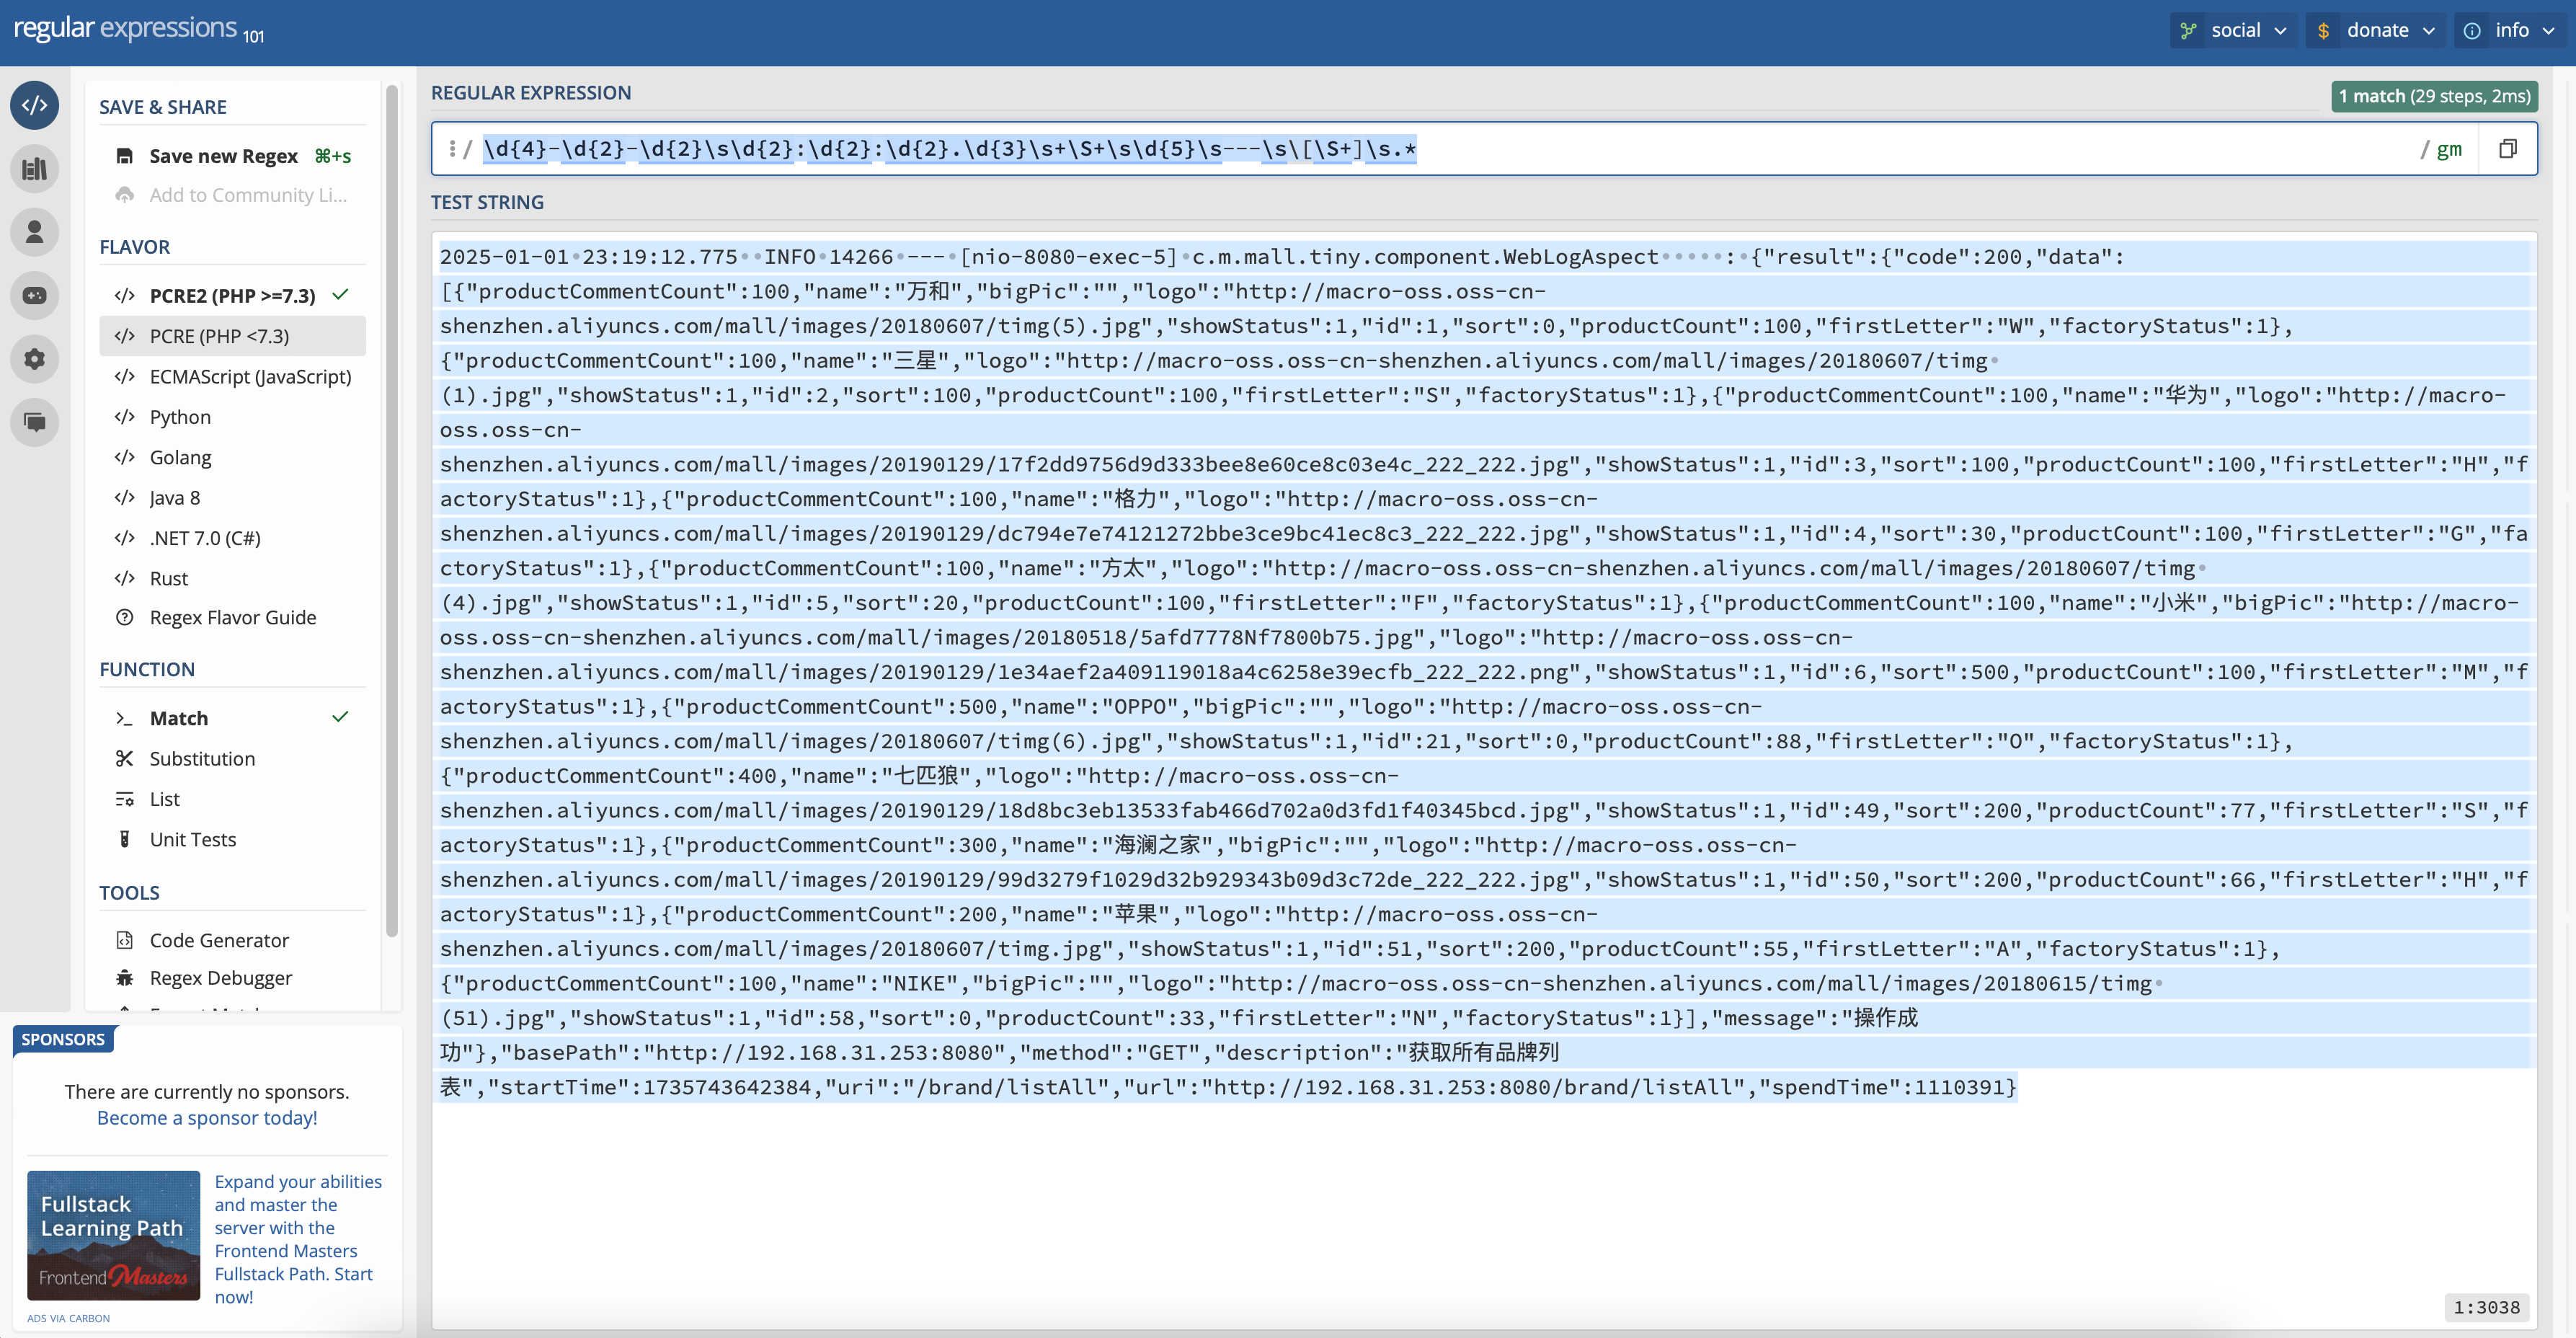 regular expressions 101
social
donate
info
SAVE & SHARE
Save new Regex ⌘+s
Add to Community Li...
FLAVOR
PCRE2 (PHP >=7.3)
PCRE (PHP <7.3)
ECMAScript (JavaScript)
Python
Golang
Java 8
.NET 7.0 (C#)
Rust
Regex Flavor Guide
FUNCTION
Match
Substitution
List
Unit Tests
TOOLS
Code Generator
Regex Debugger
SPONSORS
There are currently no sponsors.
Become a sponsor today!
Fullstack
Learning Path
Frontend Masters
Expand your abilities
and master the
server with the
Frontend Masters
Fullstack Path. Start
now!
ADS VIA CARBON
REGULAR EXPRESSION
1 match (29 steps, 2ms)
/ \d{4}-\d{2}-\d{2}\s\d{2}:\d{2}:\d{2}.\d{3}\s+\S+\s\d{5}\s---\s\[\S+]\s.* / gm
TEST STRING
2025-01-01 23:19:12.775  INFO 14266 --- [nio-8080-exec-5] c.m.mall.tiny.component.WebLogAspect     : {"result":{"code":200,"data":
[{"productCommentCount":100,"name":"万和","bigPic":"","logo":"http://macro-oss.oss-cn-
shenzhen.aliyuncs.com/mall/images/20180607/timg(5).jpg","showStatus":1,"id":1,"sort":0,"productCount":100,"firstLetter":"W","factoryStatus":1},
{"productCommentCount":100,"name":"三星","logo":"http://macro-oss.oss-cn-shenzhen.aliyuncs.com/mall/images/20180607/timg
(1).jpg","showStatus":1,"id":2,"sort":100,"productCount":100,"firstLetter":"S","factoryStatus":1},{"productCommentCount":100,"name":"华为","logo":"http://macro-
oss.oss-cn-
shenzhen.aliyuncs.com/mall/images/20190129/17f2dd9756d9d333bee8e60ce8c03e4c_222_222.jpg","showStatus":1,"id":3,"sort":100,"productCount":100,"firstLetter":"H","f
actoryStatus":1},{"productCommentCount":100,"name":"格力","logo":"http://macro-oss.oss-cn-
shenzhen.aliyuncs.com/mall/images/20190129/dc794e7e74121272bbe3ce9bc41ec8c3_222_222.jpg","showStatus":1,"id":4,"sort":30,"productCount":100,"firstLetter":"G","fa
ctoryStatus":1},{"productCommentCount":100,"name":"方太","logo":"http://macro-oss.oss-cn-shenzhen.aliyuncs.com/mall/images/20180607/timg
(4).jpg","showStatus":1,"id":5,"sort":20,"productCount":100,"firstLetter":"F","factoryStatus":1},{"productCommentCount":100,"name":"小米","bigPic":"http://macro-
oss.oss-cn-shenzhen.aliyuncs.com/mall/images/20180518/5afd7778Nf7800b75.jpg","logo":"http://macro-oss.oss-cn-
shenzhen.aliyuncs.com/mall/images/20190129/1e34aef2a409119018a4c6258e39ecfb_222_222.png","showStatus":1,"id":6,"sort":500,"productCount":100,"firstLetter":"M","f
actoryStatus":1},{"productCommentCount":500,"name":"OPPO","bigPic":"","logo":"http://macro-oss.oss-cn-
shenzhen.aliyuncs.com/mall/images/20180607/timg(6).jpg","showStatus":1,"id":21,"sort":0,"productCount":88,"firstLetter":"O","factoryStatus":1},
{"productCommentCount":400,"name":"七匹狼","logo":"http://macro-oss.oss-cn-
shenzhen.aliyuncs.com/mall/images/20190129/18d8bc3eb13533fab466d702a0d3fd1f40345bcd.jpg","showStatus":1,"id":49,"sort":200,"productCount":77,"firstLetter":"S","f
actoryStatus":1},{"productCommentCount":300,"name":"海澜之家","bigPic":"","logo":"http://macro-oss.oss-cn-
shenzhen.aliyuncs.com/mall/images/20190129/99d3279f1029d32b929343b09d3c72de_222_222.jpg","showStatus":1,"id":50,"sort":200,"productCount":66,"firstLetter":"H","f
actoryStatus":1},{"productCommentCount":200,"name":"苹果","logo":"http://macro-oss.oss-cn-
shenzhen.aliyuncs.com/mall/images/20180607/timg.jpg","showStatus":1,"id":51,"sort":200,"productCount":55,"firstLetter":"A","factoryStatus":1},
{"productCommentCount":100,"name":"NIKE","bigPic":"","logo":"http://macro-oss.oss-cn-shenzhen.aliyuncs.com/mall/images/20180615/timg
(51).jpg","showStatus":1,"id":58,"sort":0,"productCount":33,"firstLetter":"N","factoryStatus":1}],"message":"操作成
功"},"basePath":"http://192.168.31.253:8080","method":"GET","description":"获取所有品牌列
表","startTime":1735743642384,"uri":"/brand/listAll","url":"http://192.168.31.253:8080/brand/listAll","spendTime":1110391}
1:3038